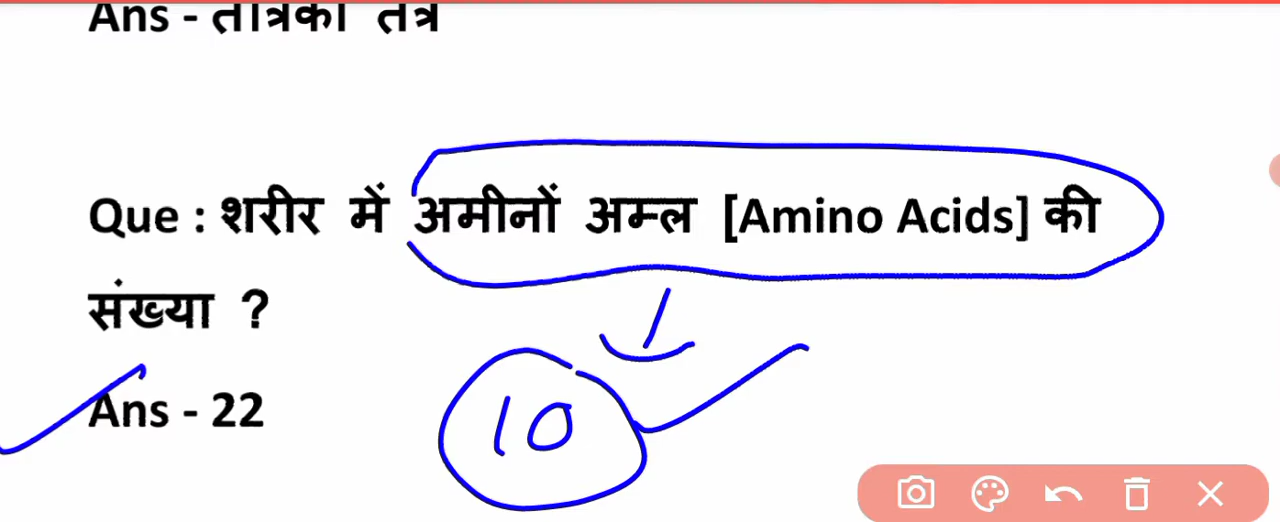 Ans - तंत्रिका तंत्र
Que : शरीर में अमीनों अम्ल [Amino Acids] की
संख्या ?
Ans - 22
10